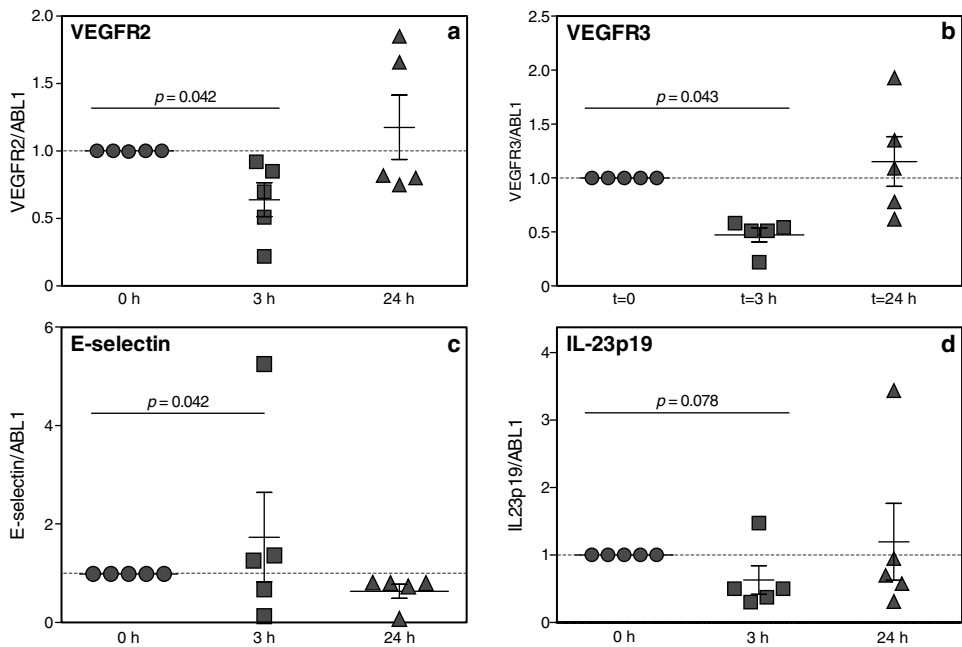 VEGFR2 a
2.0
1.5
1.0
0.5
0
VEGFR2/ABL1
p = 0.042
0 h 3 h 24 h
VEGFR3 b
2.5
2.0
1.5
1.0
0.5
0
VEGFR3/ABL1
p = 0.043
t=0 t=3 h t=24 h
E-selectin c
6
4
2
0
E-selectin/ABL1
p = 0.042
0 h 3 h 24 h
IL-23p19 d
4
3
2
1
0
IL23p19/ABL1
p = 0.078
0 h 3 h 24 h